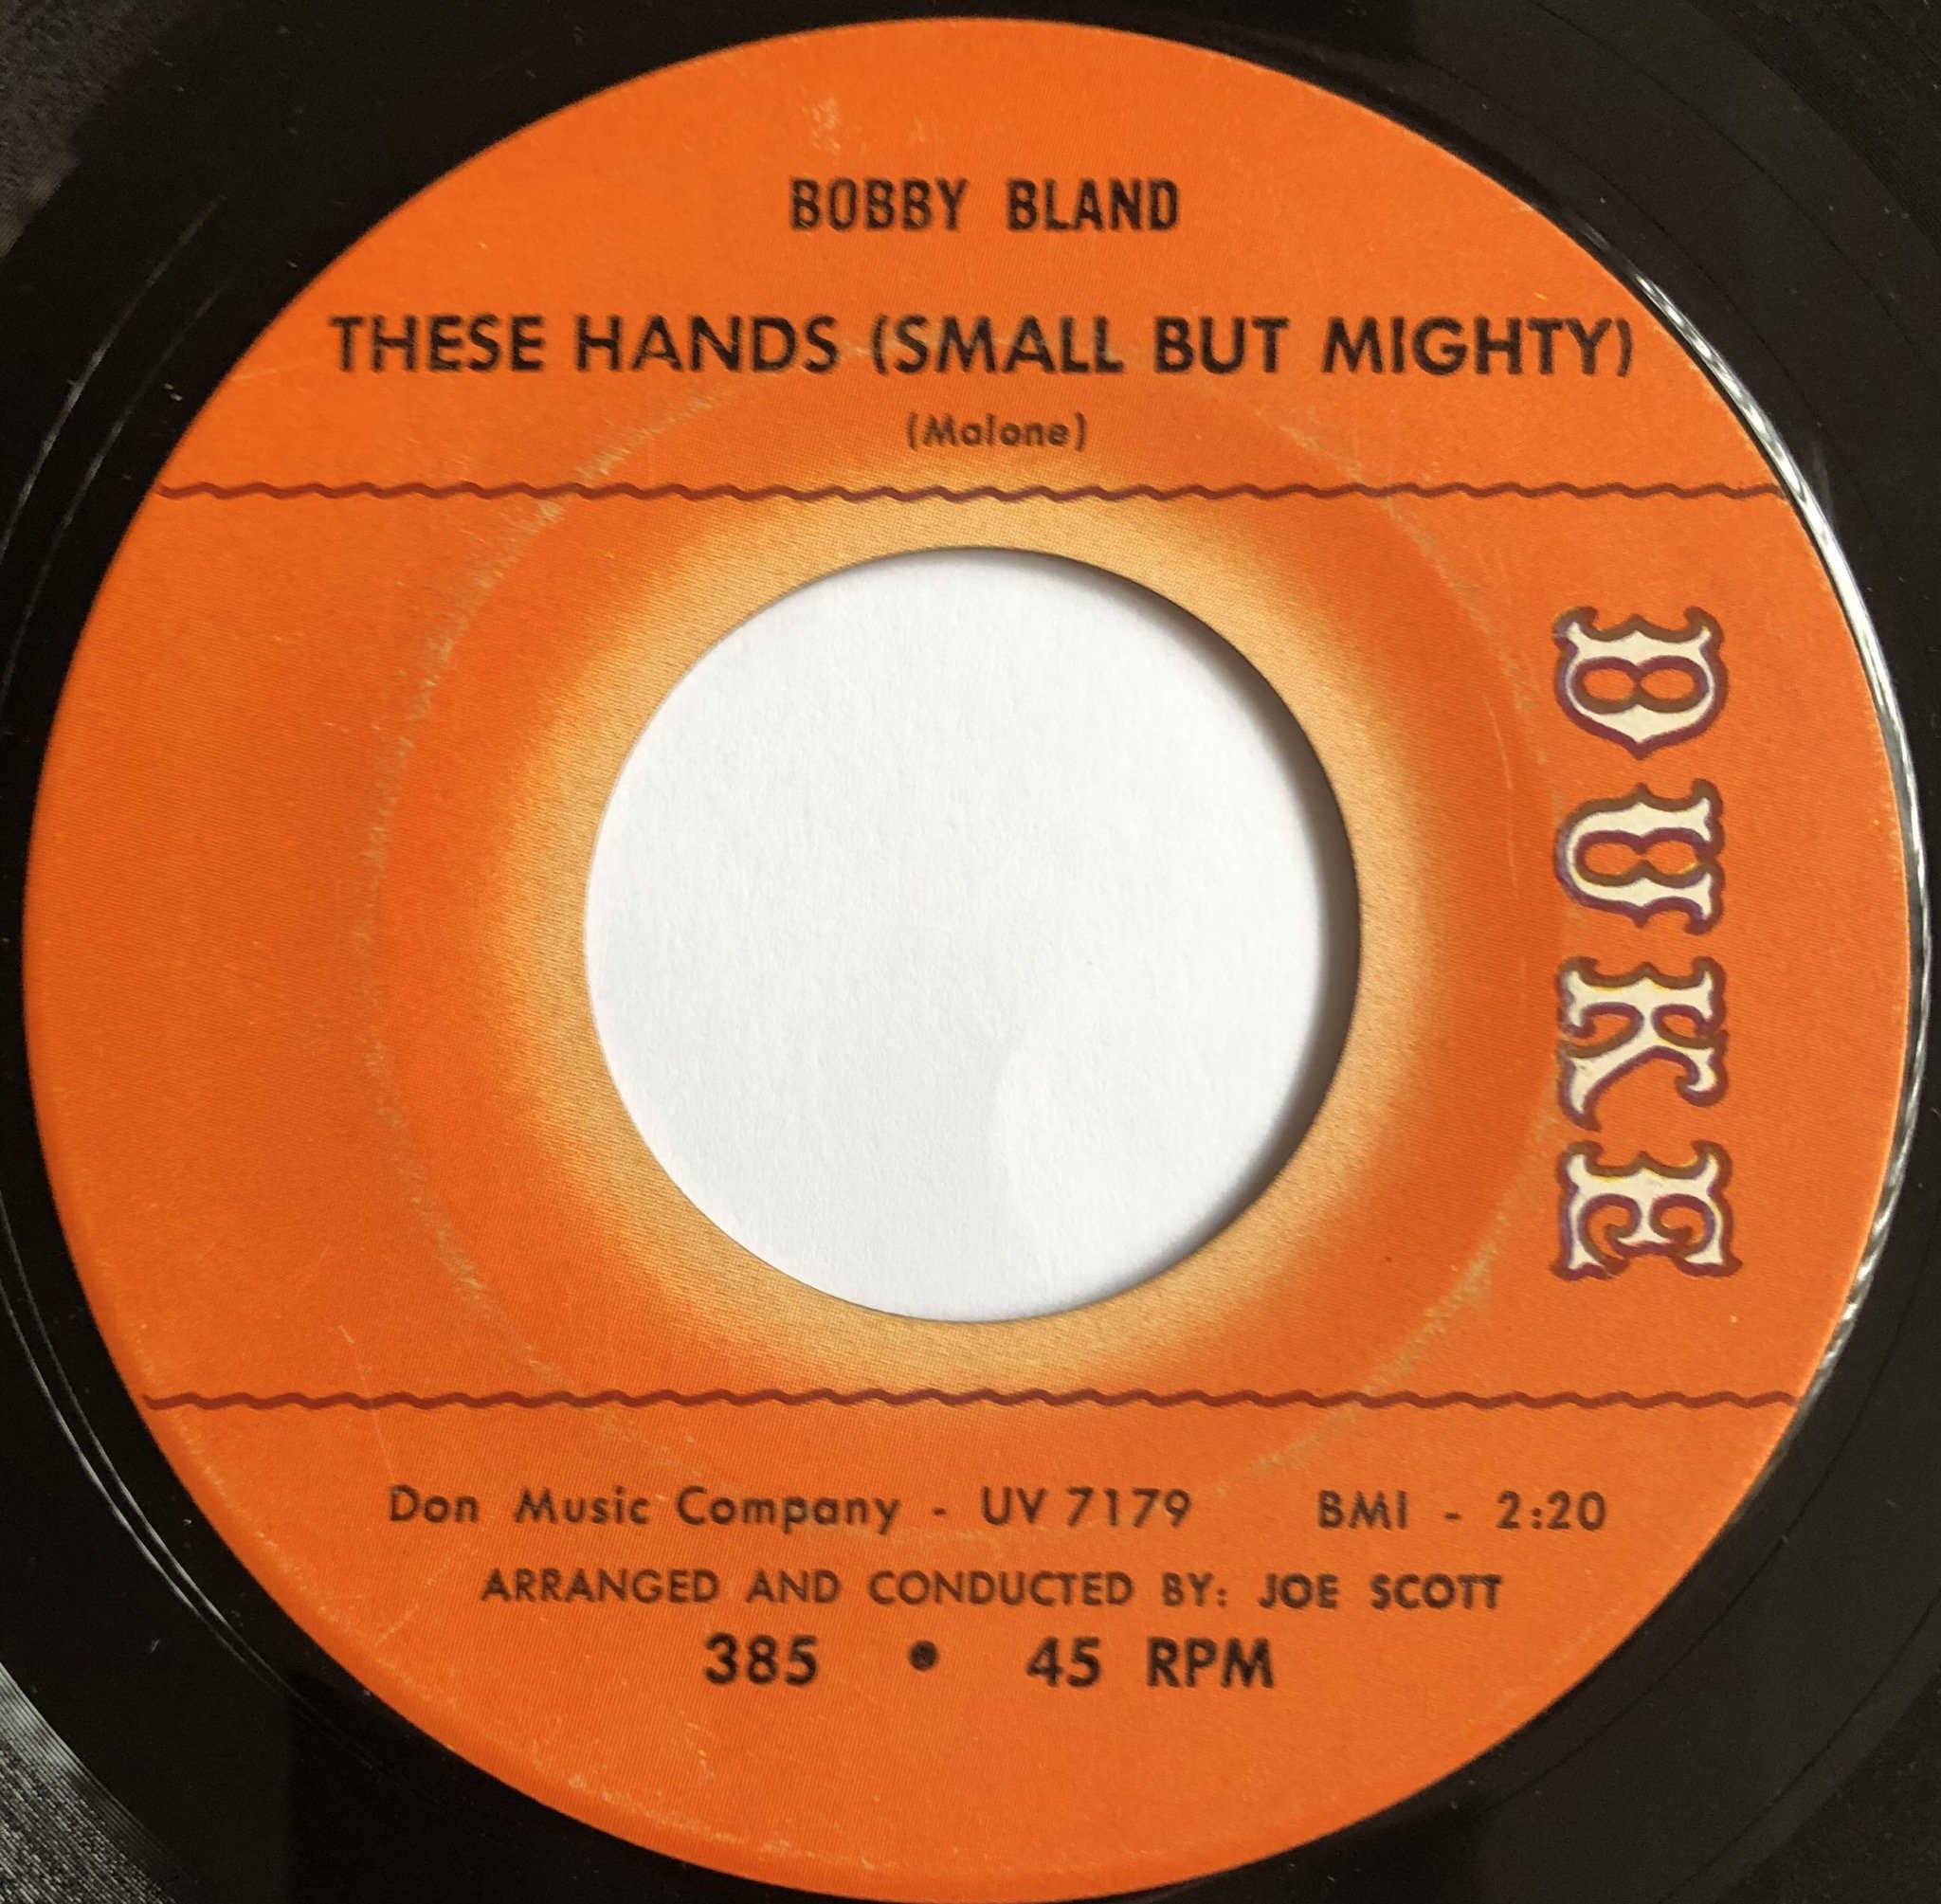 BOBBY BLAND
THESE HANDS (SMALL BUT MIGHTY)
(Malone)
DUKE
Don Music Company - UV 7179 BMI - 2:20
ARRANGED AND CONDUCTED BY: JOE SCOTT
385 • 45 RPM